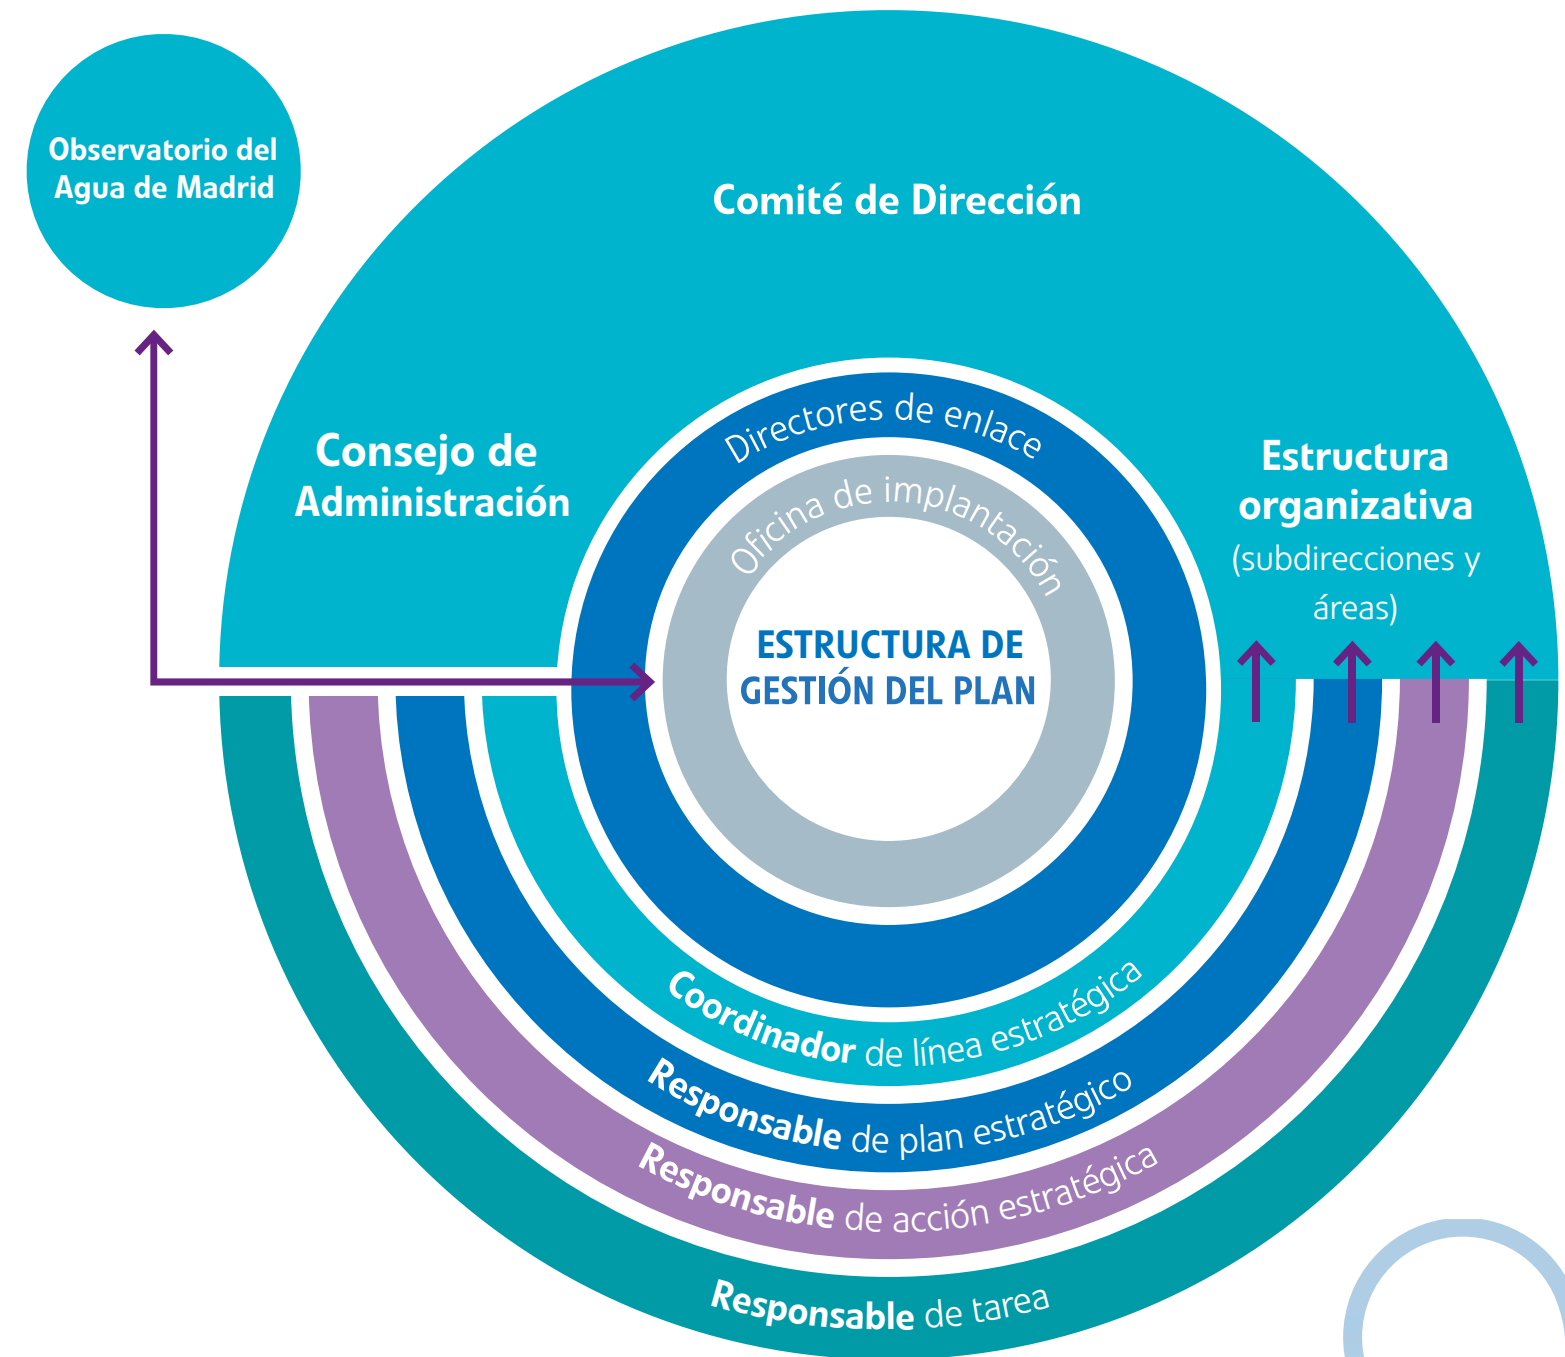 Observatorio del
Agua de Madrid
Comité de Dirección
Consejo de
Administración
Estructura
organizativa
(subdirecciones y
áreas)
Directores de enlace
Oficina de implantación
ESTRUCTURA DE
GESTIÓN DEL PLAN
Coordinador de línea estratégica
Responsable de plan estratégico
Responsable de acción estratégica
Responsable de tarea